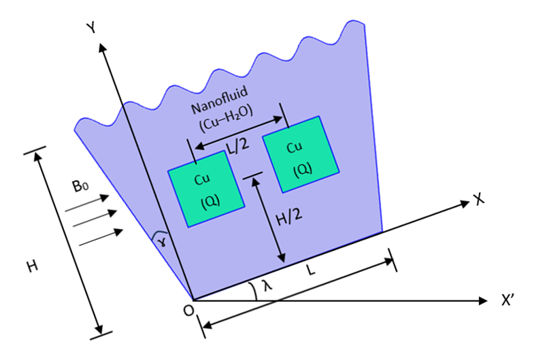 Y
Nanofluid
(Cu–H₂O)
L/2
Cu
(Q)
Cu
(Q)
B₀
H/2
X
γ
H
L
λ
O
X'